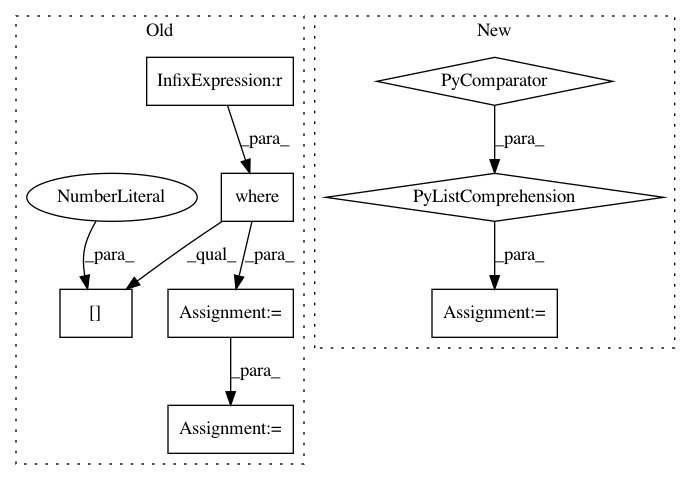 Old
New
InfixExpression:r
PyComparator
_para_
_para_
NumberLiteral
where
PyListComprehension
_para_
_qual_
_para_
_para_
[]
Assignment:=
Assignment:=
_para_
Assignment:=